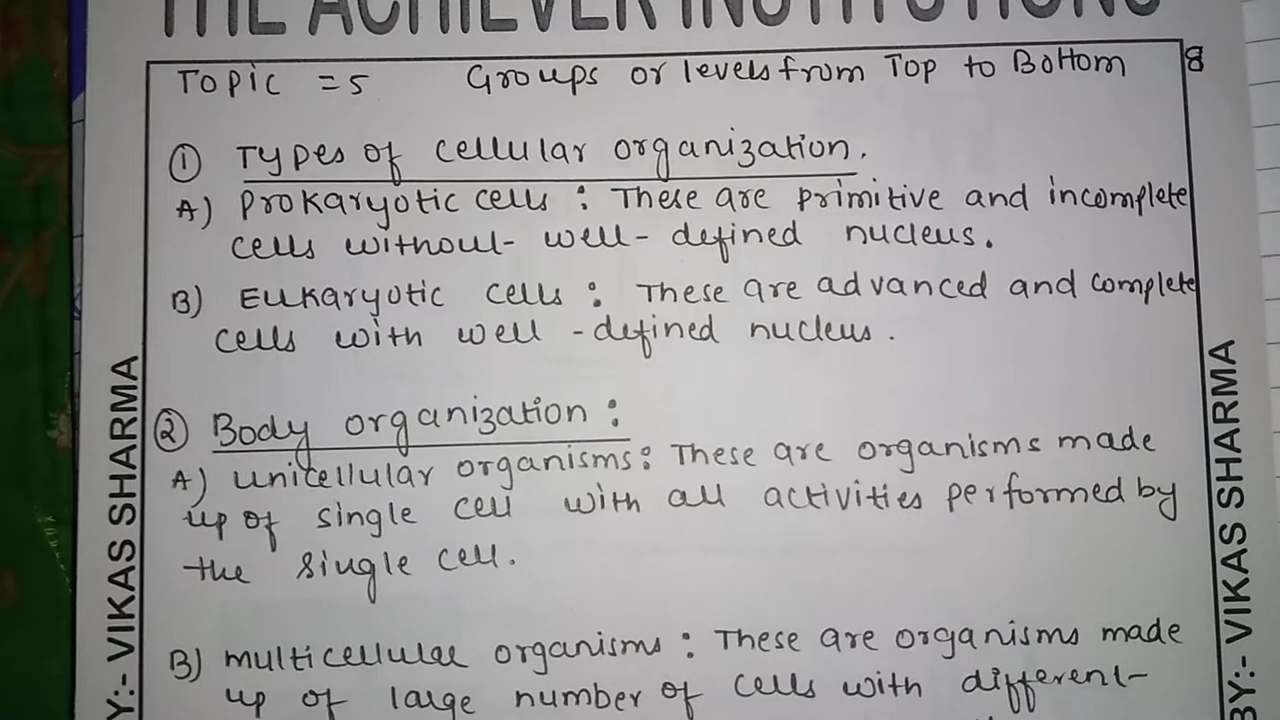 THE ACHIEVER INSTITUTIONS
Topic = 5 Groups or levels from Top to Bottom
8
① Types of cellular organization.
A) Prokaryotic cells : These are primitive and incomplete
cells without well-defined nucleus.
B) Eukaryotic cells : These are advanced and complete
cells with well-defined nucleus.
② Body organization :
A) unicellular organisms : These are organisms made
up of single cell with all activities performed by
the single cell.
B) multicellular organisms : These are organisms made
up of large number of cells with different
Y:- VIKAS SHARMA
BY:- VIKAS SHARMA